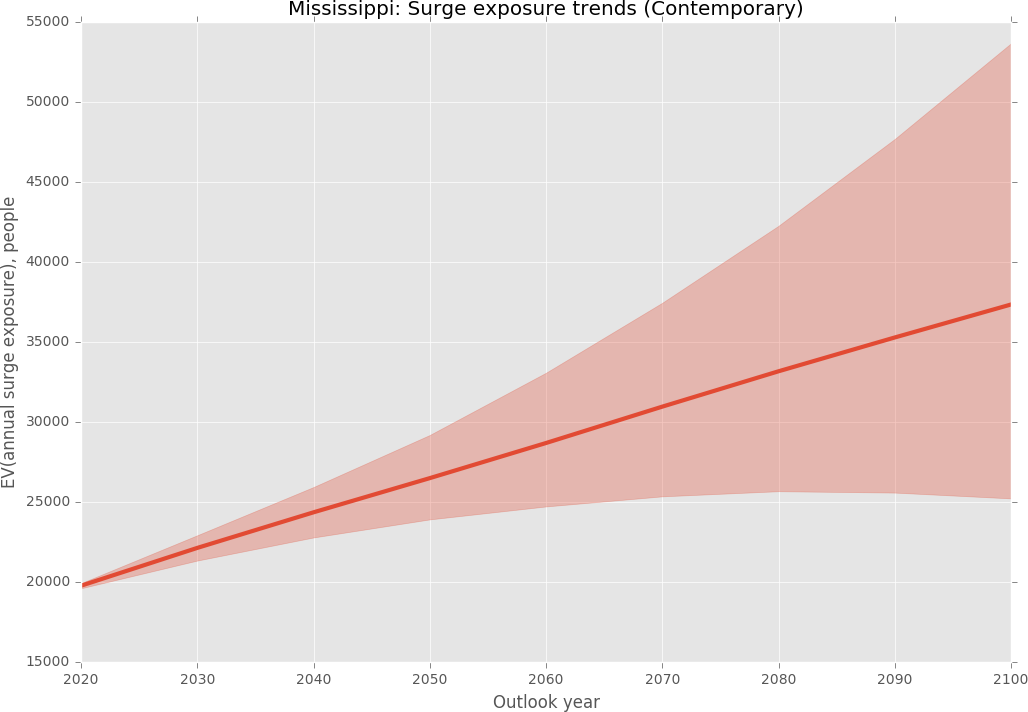 Mississippi: Surge exposure trends (Contemporary)
55000
50000
45000
40000
35000
30000
25000
20000
15000
EV(annual surge exposure), people
2020 2030 2040 2050 2060 2070 2080 2090 2100
Outlook year